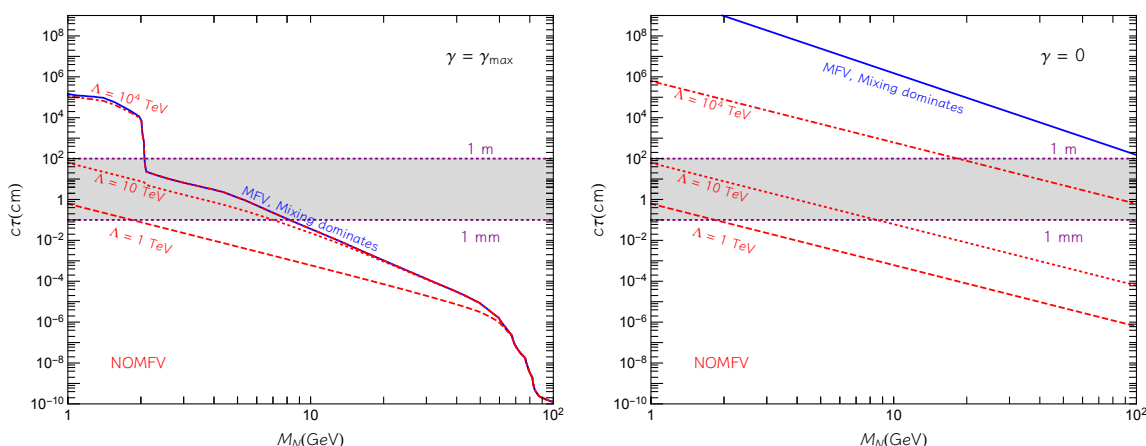 10⁸
10⁶
10⁴
10²
1
10⁻²
10⁻⁴
10⁻⁶
10⁻⁸
10⁻¹⁰
cτ(cm)
γ = γmax
Λ = 10⁴ TeV
1 m
Λ = 10 TeV
MFV, Mixing dominates
1 mm
Λ = 1 TeV
NOMFV
1
10
10²
M_N(GeV)
10⁸
10⁶
10⁴
10²
1
10⁻²
10⁻⁴
10⁻⁶
10⁻⁸
10⁻¹⁰
cτ(cm)
γ = 0
MFV, Mixing dominates
Λ = 10⁴ TeV
1 m
Λ = 10 TeV
1 mm
Λ = 1 TeV
NOMFV
1
10
10²
M_N(GeV)